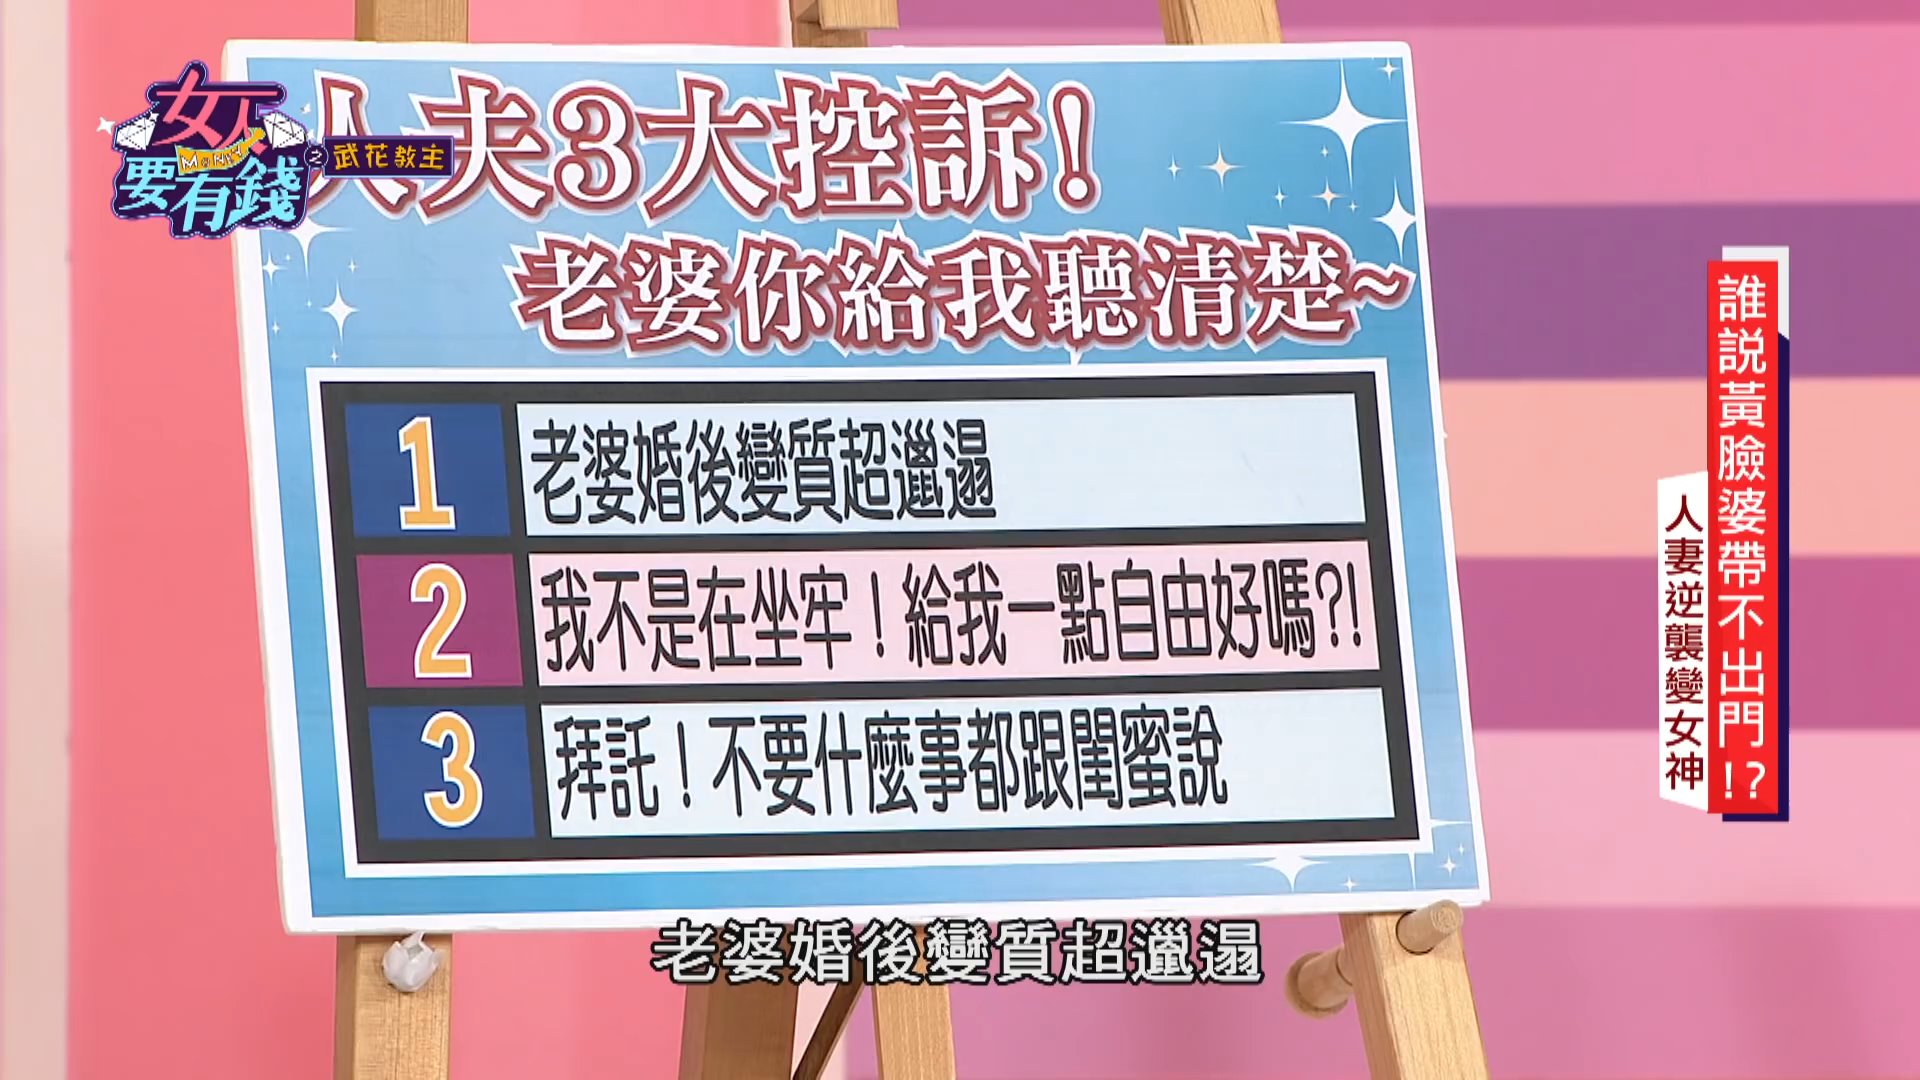 女人
MONEY
要有錢
之武花教主
人夫3大控訴!
老婆你給我聽清楚~
1 老婆婚後變質超邋遢
2 我不是在坐牢！給我一點自由好嗎?!
3 拜託！不要什麼事都跟閨蜜說
誰説黃臉婆帶不出門!?
人妻逆襲變女神
老婆婚後變質超邋遢